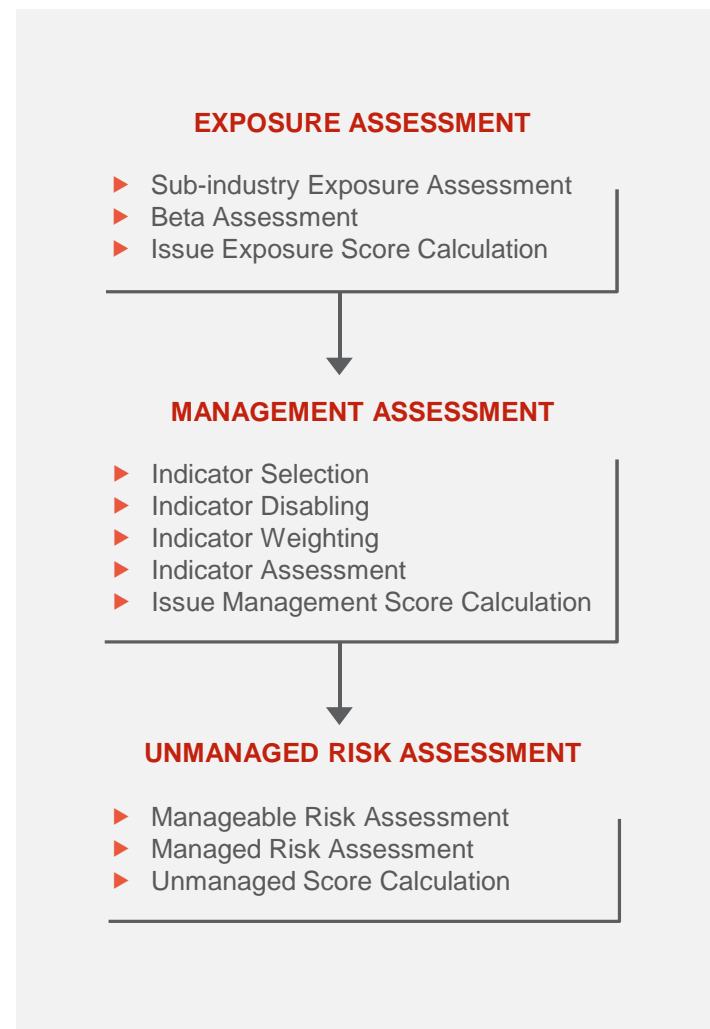 EXPOSURE ASSESSMENT
Sub-industry Exposure Assessment
Beta Assessment
Issue Exposure Score Calculation
MANAGEMENT ASSESSMENT
Indicator Selection
Indicator Disabling
Indicator Weighting
Indicator Assessment
Issue Management Score Calculation
UNMANAGED RISK ASSESSMENT
Manageable Risk Assessment
Managed Risk Assessment
Unmanaged Score Calculation